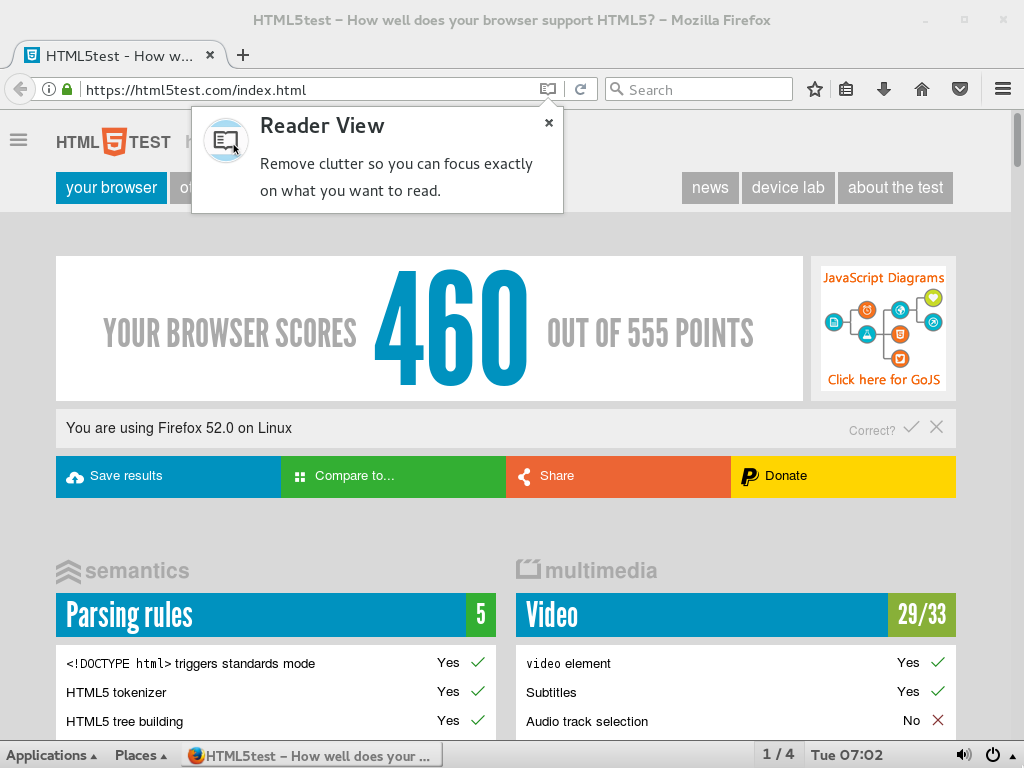 HTML5test – How well does your browser support HTML5? – Mozilla Firefox
HTML5test - How w...
https://html5test.com/index.html
Search
Reader View
Remove clutter so you can focus exactly
on what you want to read.
HTML 5 TEST
your browser
news
device lab
about the test
YOUR BROWSER SCORES 460 OUT OF 555 POINTS
JavaScript Diagrams
Click here for GoJS
You are using Firefox 52.0 on Linux
Correct?
Save results
Compare to...
Share
Donate
semantics
Parsing rules 5
<!DOCTYPE html> triggers standards mode Yes
HTML5 tokenizer Yes
HTML5 tree building Yes
multimedia
Video 29/33
video element Yes
Subtitles Yes
Audio track selection No
Applications
Places
HTML5test – How well does your ...
1 / 4
Tue 07:02